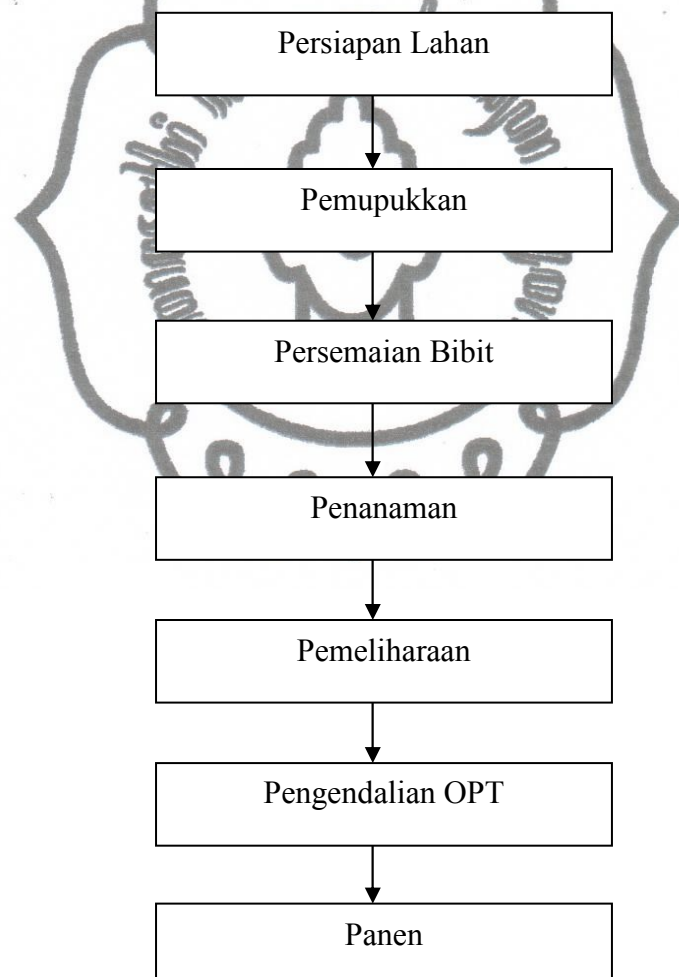 Persiapan Lahan
Pemupukkan
Persemaian Bibit
Penanaman
Pemeliharaan
Pengendalian OPT
Panen